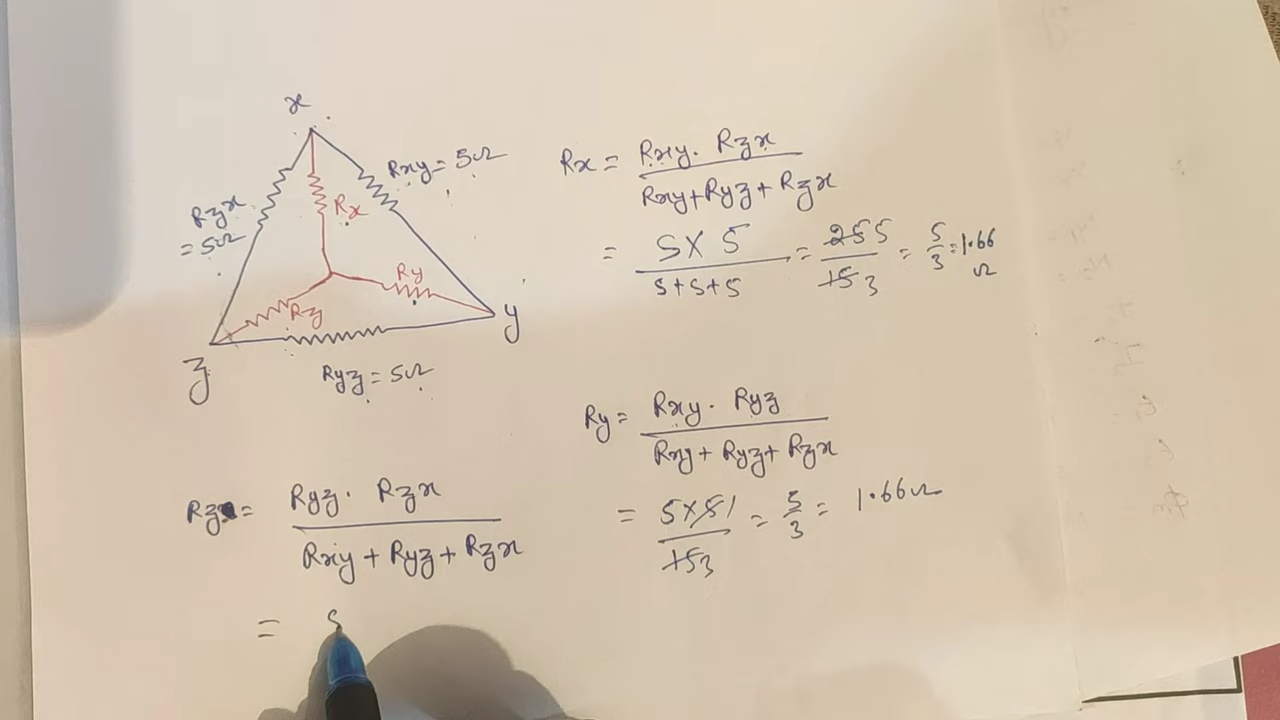 x
Rxy = 5Ω
Rzx
= 5Ω
Rx
Ry
Rz
y
z
Ryz = 5Ω
Rx = Rxy . Rzx
Rxy + Ryz + Rzx
= 5 X 5 = 25 5 = 5 = 1.66
5 + 5 + 5 15 3 3 Ω
Ry = Rxy . Ryz
Rxy + Ryz + Rzx
= 5 X 5 1 = 5 = 1.66Ω
15 3 3
Rz = Ryz . Rzx
Rxy + Ryz + Rzx
= 5